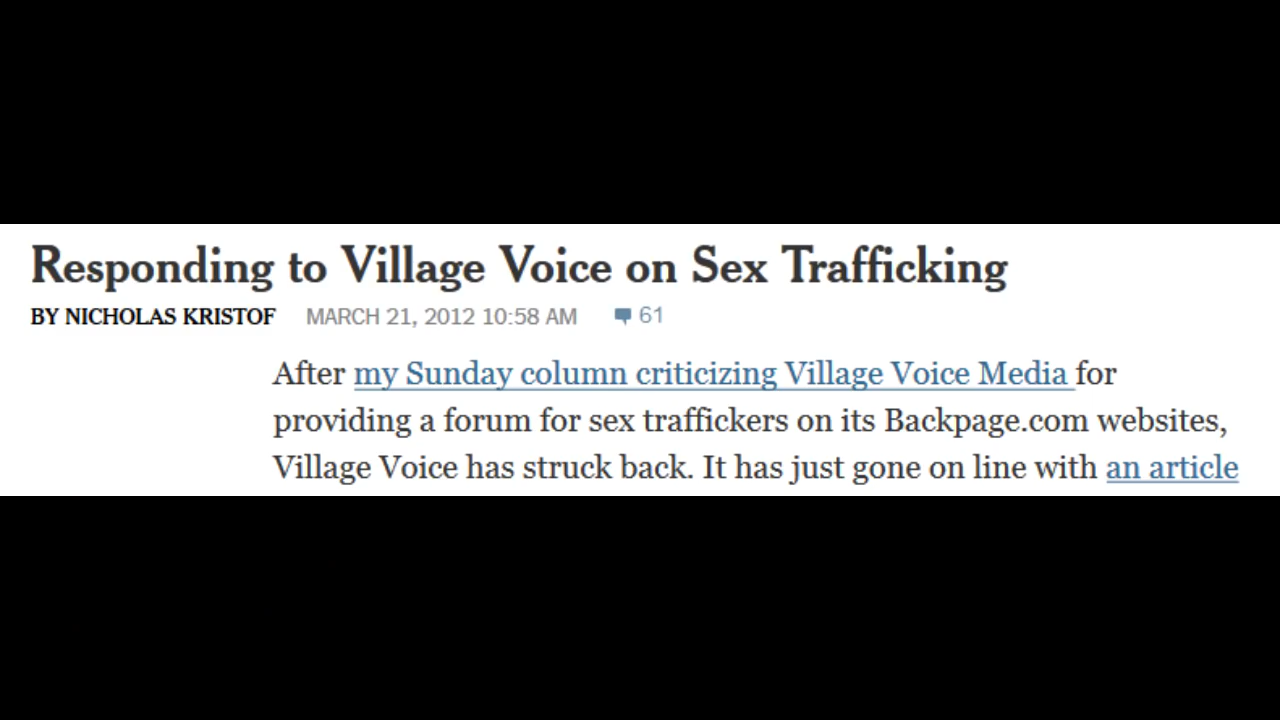 Responding to Village Voice on Sex Trafficking
BY NICHOLAS KRISTOF MARCH 21, 2012 10:58 AM 61
After my Sunday column criticizing Village Voice Media for
providing a forum for sex traffickers on its Backpage.com websites,
Village Voice has struck back. It has just gone on line with an article